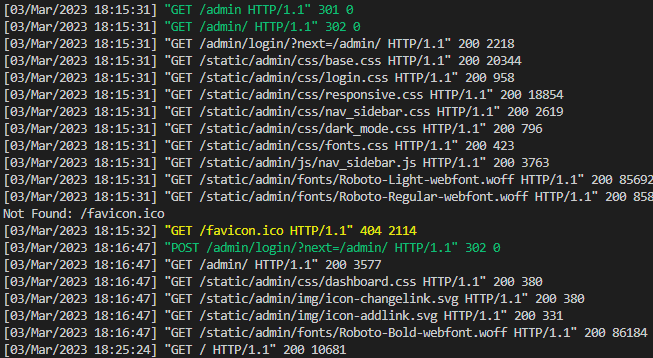 [03/Mar/2023 18:15:31] "GET /admin HTTP/1.1" 301 0
[03/Mar/2023 18:15:31] "GET /admin/ HTTP/1.1" 302 0
[03/Mar/2023 18:15:31] "GET /admin/login/?next=/admin/ HTTP/1.1" 200 2218
[03/Mar/2023 18:15:31] "GET /static/admin/css/base.css HTTP/1.1" 200 20344
[03/Mar/2023 18:15:31] "GET /static/admin/css/login.css HTTP/1.1" 200 958
[03/Mar/2023 18:15:31] "GET /static/admin/css/responsive.css HTTP/1.1" 200 18854
[03/Mar/2023 18:15:31] "GET /static/admin/css/nav_sidebar.css HTTP/1.1" 200 2619
[03/Mar/2023 18:15:31] "GET /static/admin/css/dark_mode.css HTTP/1.1" 200 796
[03/Mar/2023 18:15:31] "GET /static/admin/css/fonts.css HTTP/1.1" 200 423
[03/Mar/2023 18:15:31] "GET /static/admin/js/nav_sidebar.js HTTP/1.1" 200 3763
[03/Mar/2023 18:15:31] "GET /static/admin/fonts/Roboto-Light-webfont.woff HTTP/1.1" 200 85692
[03/Mar/2023 18:15:31] "GET /static/admin/fonts/Roboto-Regular-webfont.woff HTTP/1.1" 200 858
Not Found: /favicon.ico
[03/Mar/2023 18:15:32] "GET /favicon.ico HTTP/1.1" 404 2114
[03/Mar/2023 18:16:47] "POST /admin/login/?next=/admin/ HTTP/1.1" 302 0
[03/Mar/2023 18:16:47] "GET /admin/ HTTP/1.1" 200 3577
[03/Mar/2023 18:16:47] "GET /static/admin/css/dashboard.css HTTP/1.1" 200 380
[03/Mar/2023 18:16:47] "GET /static/admin/img/icon-changelink.svg HTTP/1.1" 200 380
[03/Mar/2023 18:16:47] "GET /static/admin/img/icon-addlink.svg HTTP/1.1" 200 331
[03/Mar/2023 18:16:47] "GET /static/admin/fonts/Roboto-Bold-webfont.woff HTTP/1.1" 200 86184
[03/Mar/2023 18:25:24] "GET / HTTP/1.1" 200 10681